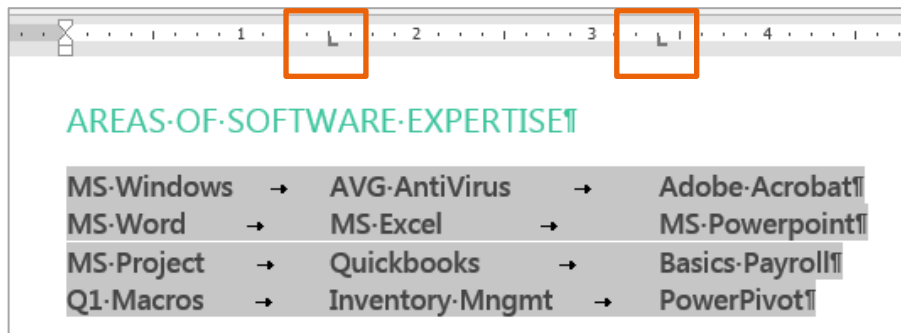 1 2 3 4
AREAS·OF·SOFTWARE·EXPERTISE¶
MS·Windows → AVG·AntiVirus → Adobe·Acrobat¶
MS·Word → MS·Excel → MS·Powerpoint¶
MS·Project → Quickbooks → Basics·Payroll¶
Q1·Macros → Inventory·Mngmt → PowerPivot¶